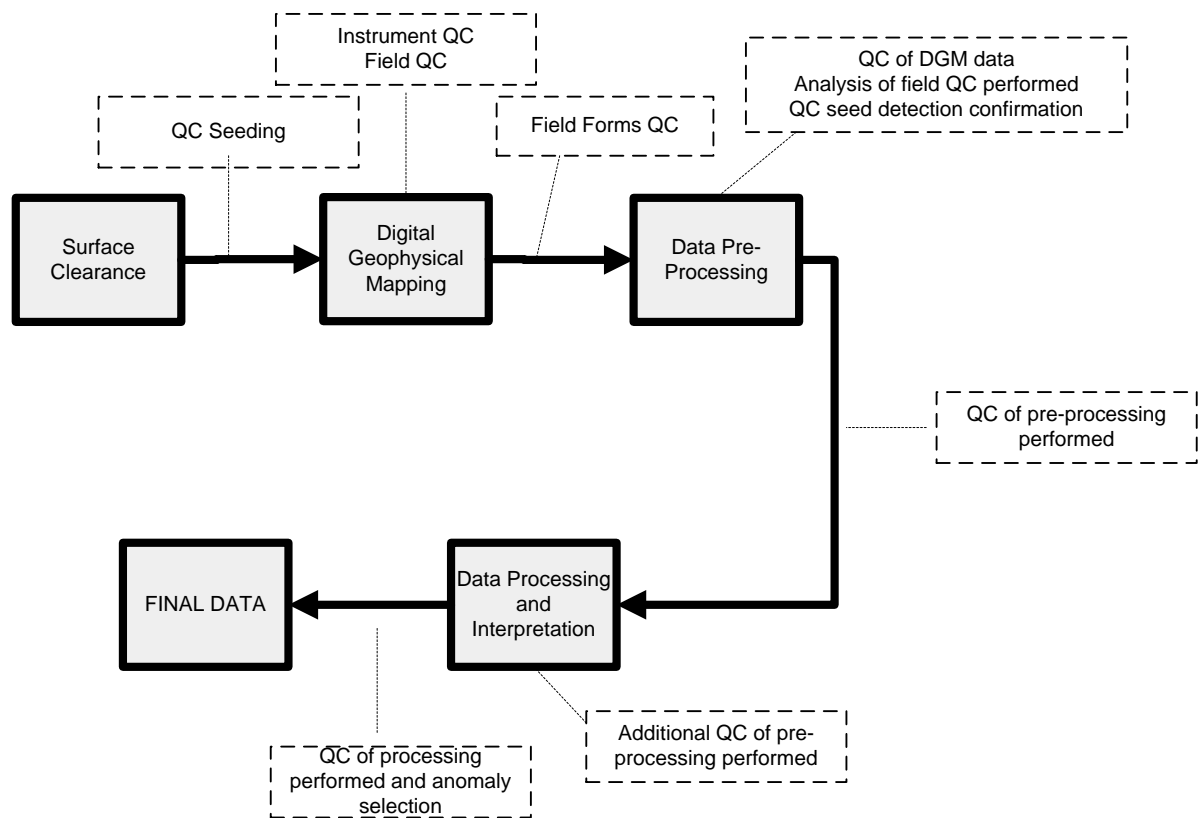 Instrument QC
Field QC
QC of DGM data
Analysis of field QC performed
QC seed detection confirmation
QC Seeding
Field Forms QC
Surface
Clearance
Digital
Geophysical
Mapping
Data Pre-
Processing
QC of pre-processing
performed
FINAL DATA
Data Processing
and
Interpretation
Additional QC of pre-
processing performed
QC of processing
performed and anomaly
selection